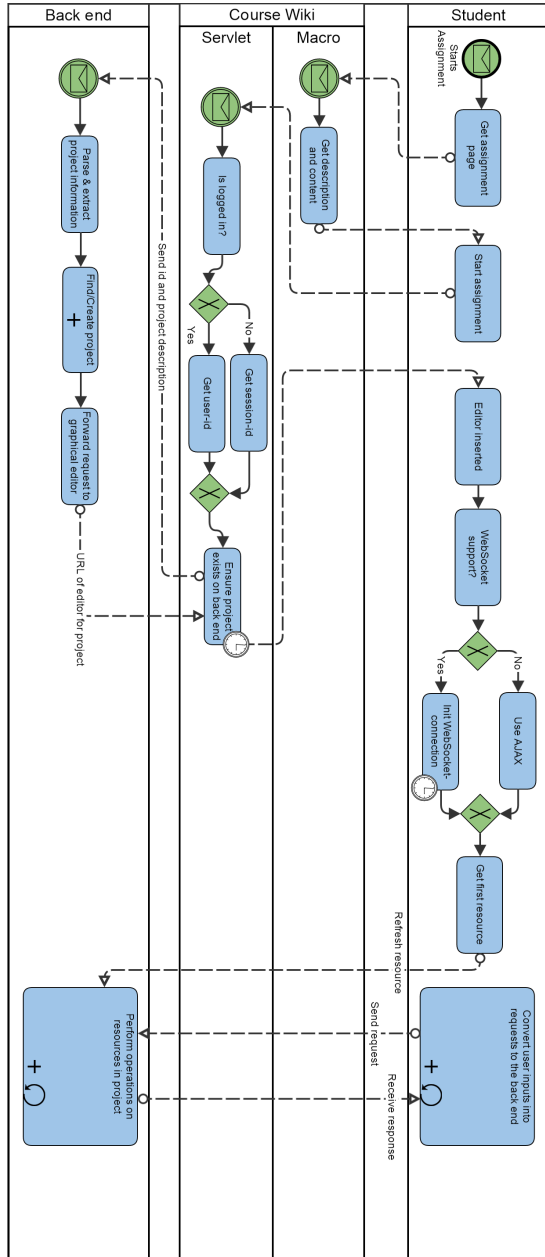 Back end
Course Wiki
Student
Servlet
Macro
Starts
Assignment
Get assignment
page
Get description
and content
Start assignment
Is logged in?
No
Yes
Get session-id
Get user-id
Ensure project
exists on back end
Parse & extract
project information
Find/Create project
Forward request to
graphical editor
Send id and project description
URL of editor for project
Editor inserted
WebSocket
support?
No
Yes
Use AJAX
Init WebSocket-
connection
Get first resource
Refresh resource
Send request
Receive response
Convert user inputs into
requests to the back end
Perform operations on
resources in project